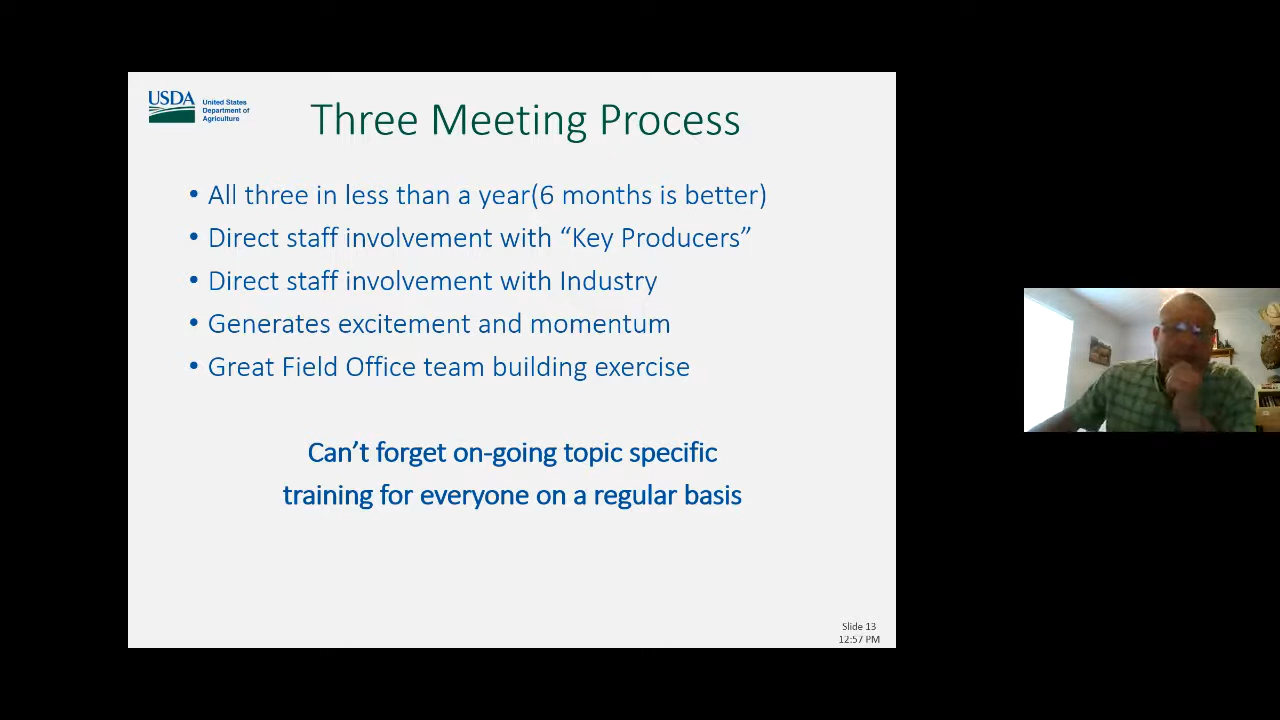 USDA
United States
Department of
Agriculture
Three Meeting Process
• All three in less than a year(6 months is better)
• Direct staff involvement with “Key Producers”
• Direct staff involvement with Industry
• Generates excitement and momentum
• Great Field Office team building exercise
Can’t forget on-going topic specific
training for everyone on a regular basis
Slide 13
12:57 PM